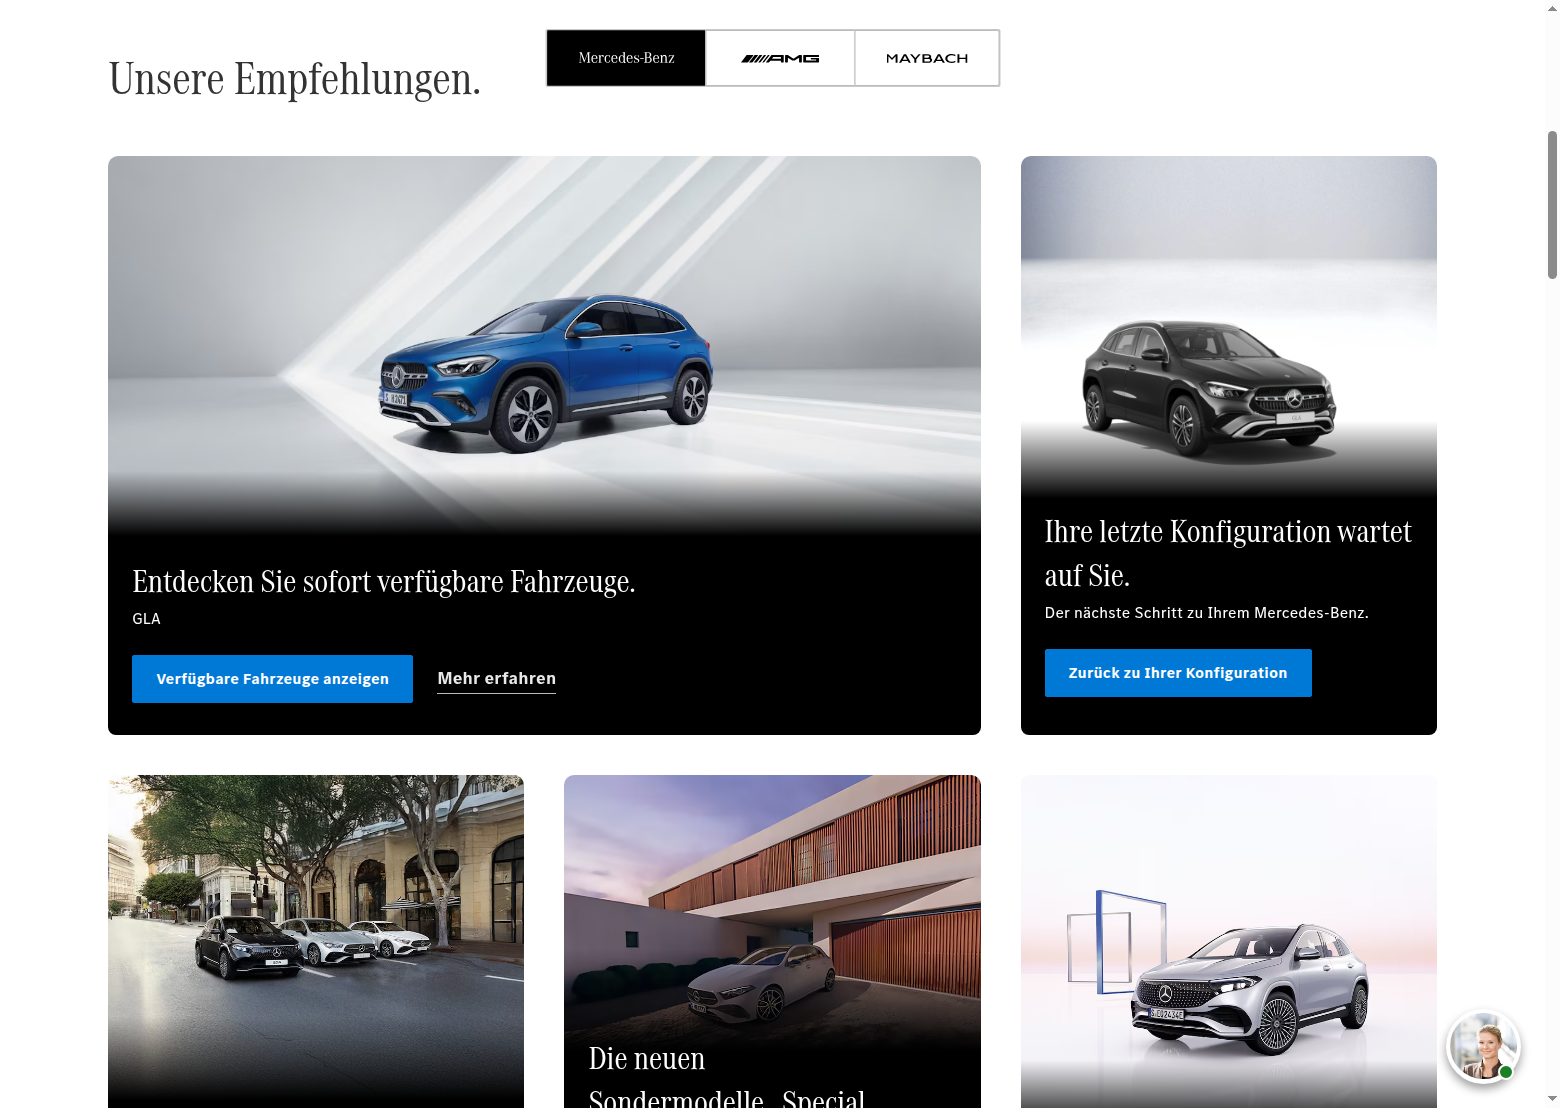 Unsere Empfehlungen.
Mercedes-Benz
AMG
MAYBACH
Entdecken Sie sofort verfügbare Fahrzeuge.
GLA
Verfügbare Fahrzeuge anzeigen
Mehr erfahren
Ihre letzte Konfiguration wartet
auf Sie.
Der nächste Schritt zu Ihrem Mercedes-Benz.
Zurück zu Ihrer Konfiguration
Die neuen
Sondermodelle. Special